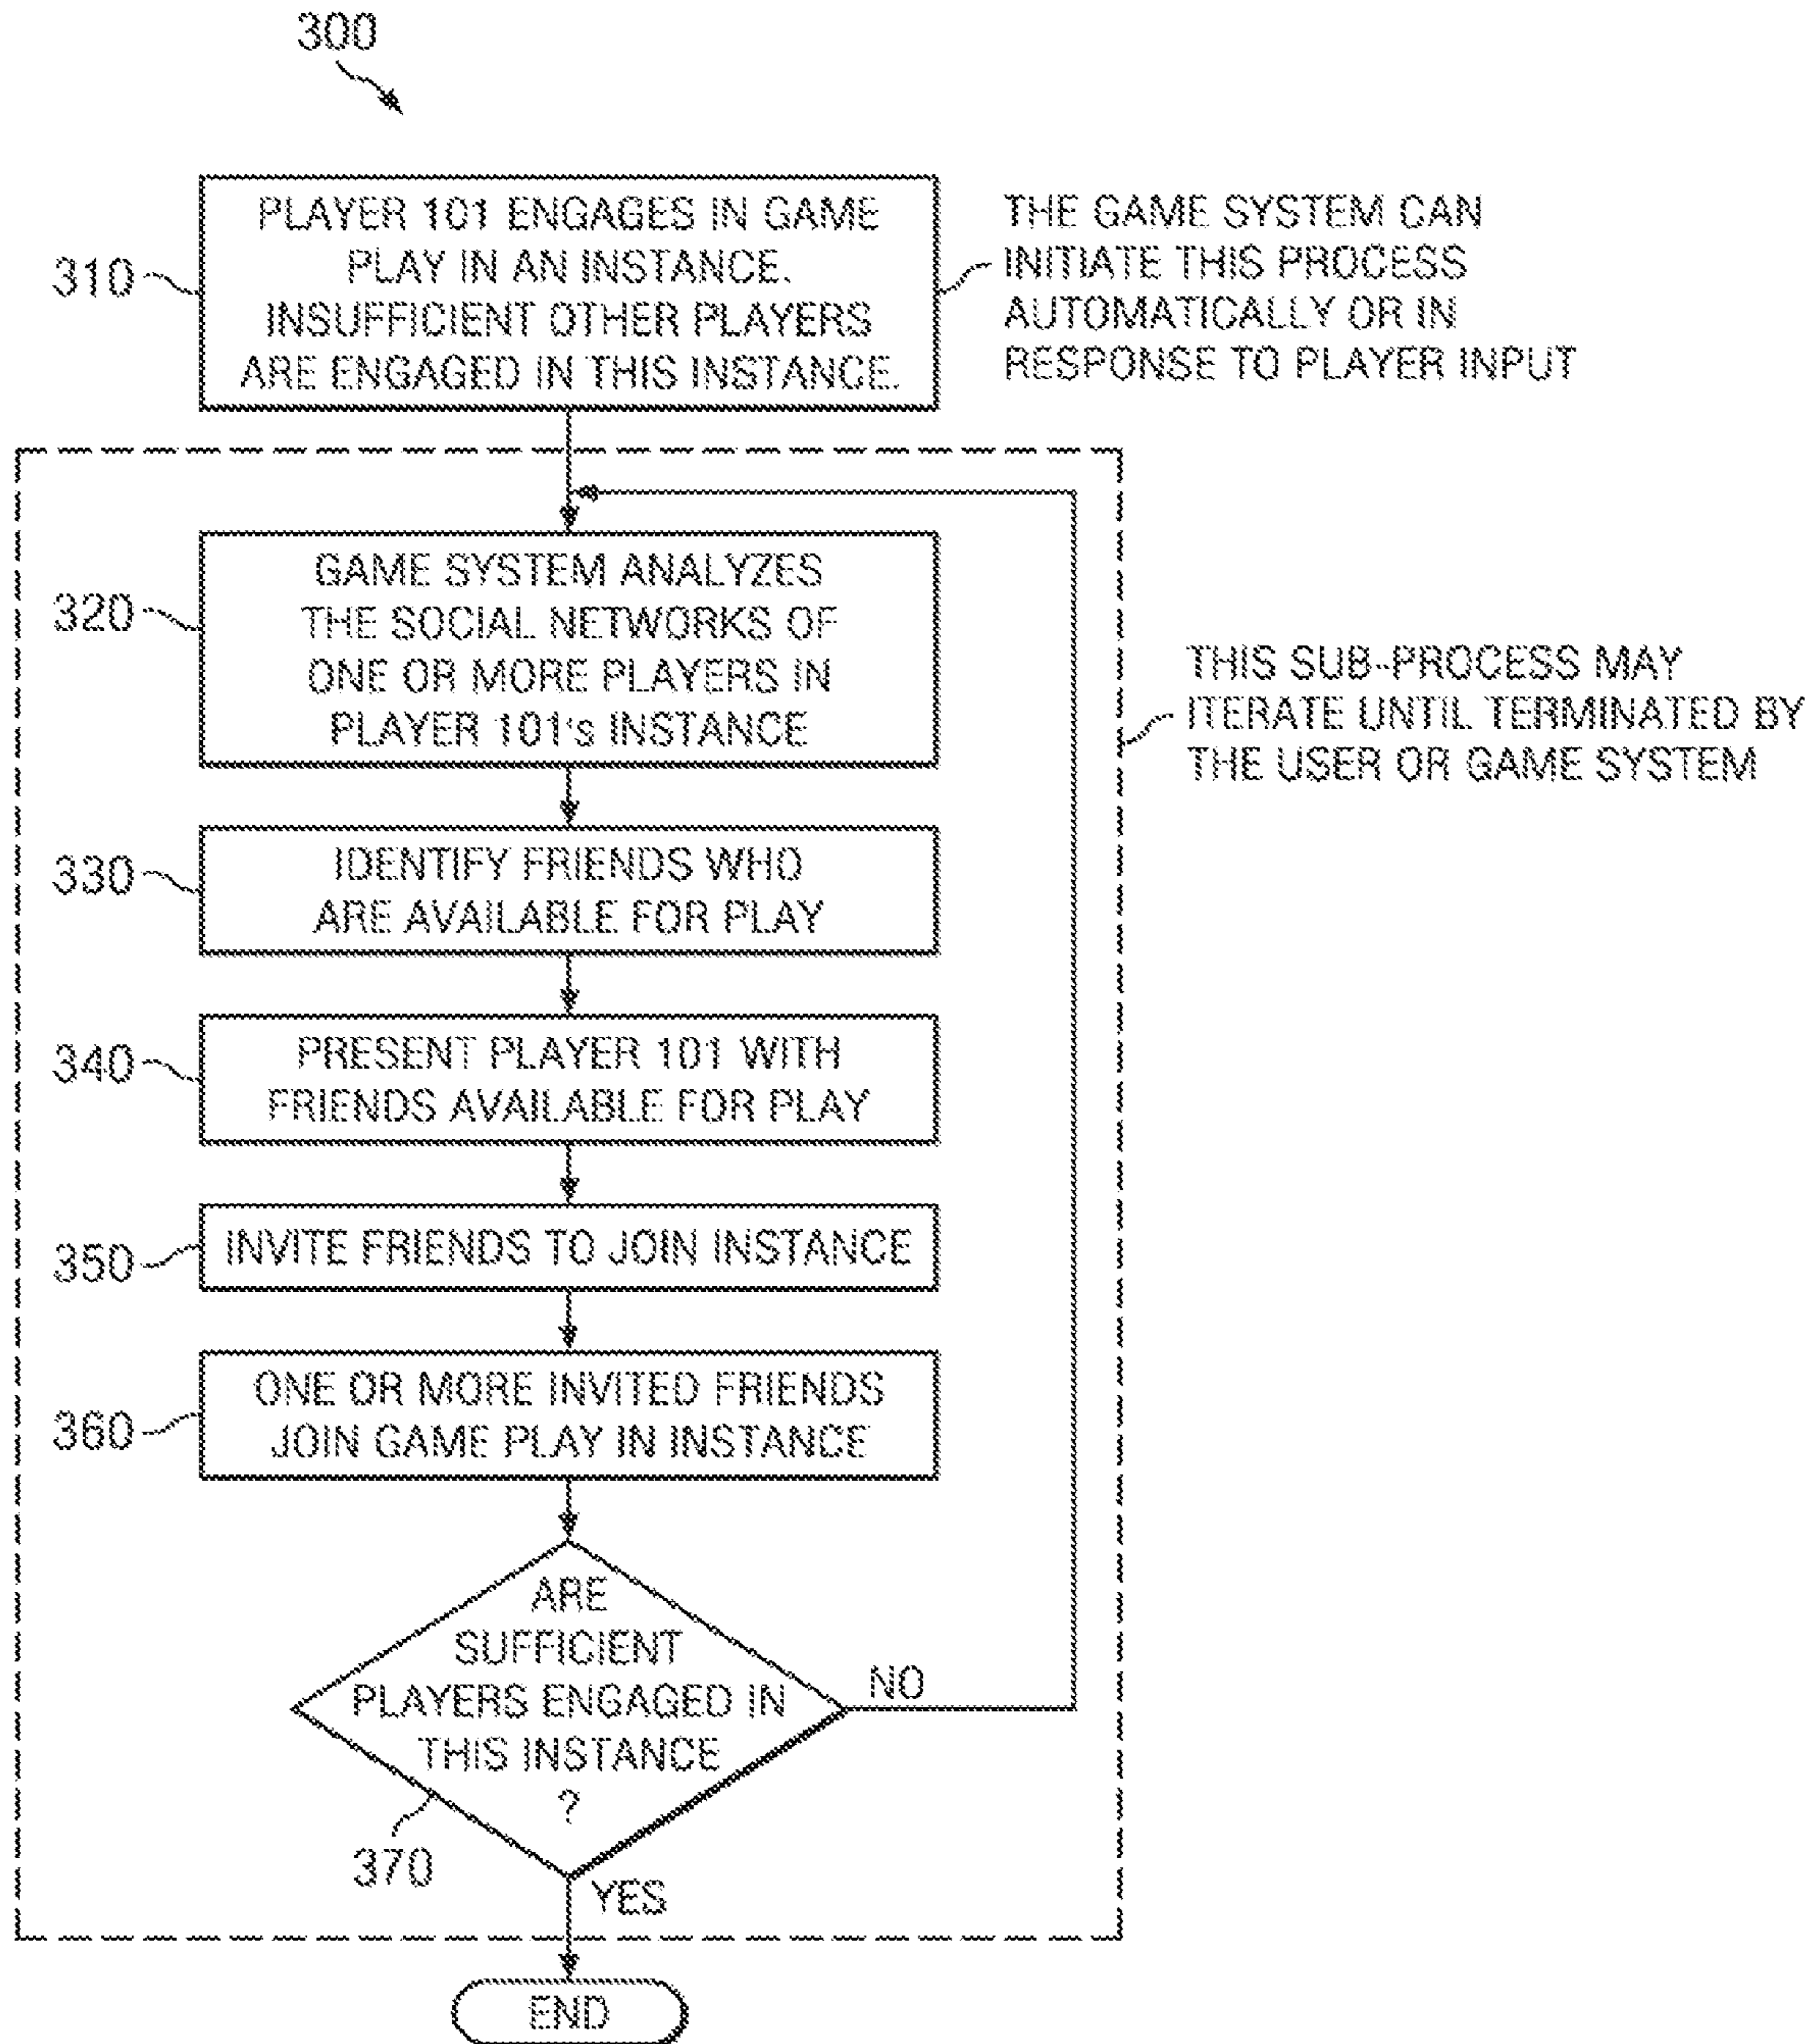 300
310
PLAYER 101 ENGAGES IN GAME
PLAY IN AN INSTANCE.
INSUFFICIENT OTHER PLAYERS
ARE ENGAGED IN THIS INSTANCE.
THE GAME SYSTEM CAN
INITIATE THIS PROCESS
AUTOMATICALLY OR IN
RESPONSE TO PLAYER INPUT
320
GAME SYSTEM ANALYZES
THE SOCIAL NETWORKS OF
ONE OR MORE PLAYERS IN
PLAYER 101's INSTANCE
THIS SUB-PROCESS MAY
ITERATE UNTIL TERMINATED BY
THE USER OR GAME SYSTEM
330
IDENTIFY FRIENDS WHO
ARE AVAILABLE FOR PLAY
340
PRESENT PLAYER 101 WITH
FRIENDS AVAILABLE FOR PLAY
350
INVITE FRIENDS TO JOIN INSTANCE
360
ONE OR MORE INVITED FRIENDS
JOIN GAME PLAY IN INSTANCE
ARE
SUFFICIENT
PLAYERS ENGAGED IN
THIS INSTANCE
?
NO
370
YES
END